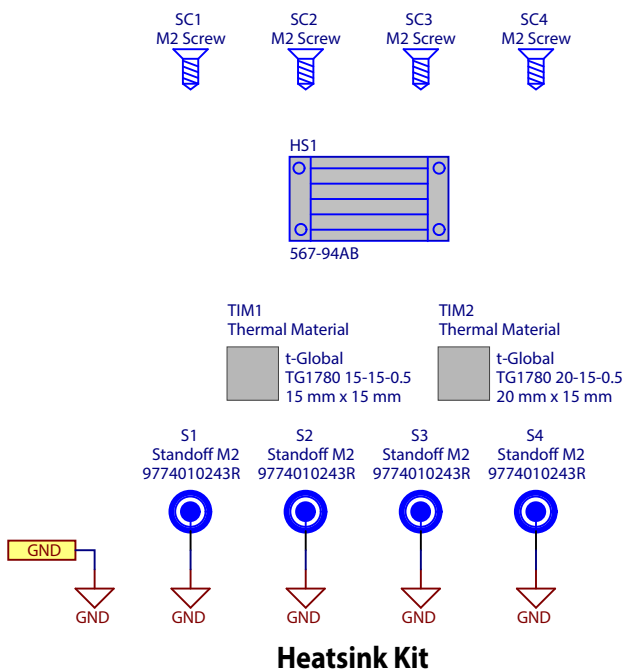 SC1 SC2 SC3 SC4
M2 Screw M2 Screw M2 Screw M2 Screw
HS1
567-94AB
TIM1 TIM2
Thermal Material Thermal Material
t-Global t-Global
TG1780 15-15-0.5 TG1780 20-15-0.5
15 mm x 15 mm 20 mm x 15 mm
S1 S2 S3 S4
Standoff M2 Standoff M2 Standoff M2 Standoff M2
9774010243R 9774010243R 9774010243R 9774010243R
GND
GND GND GND GND GND
Heatsink Kit